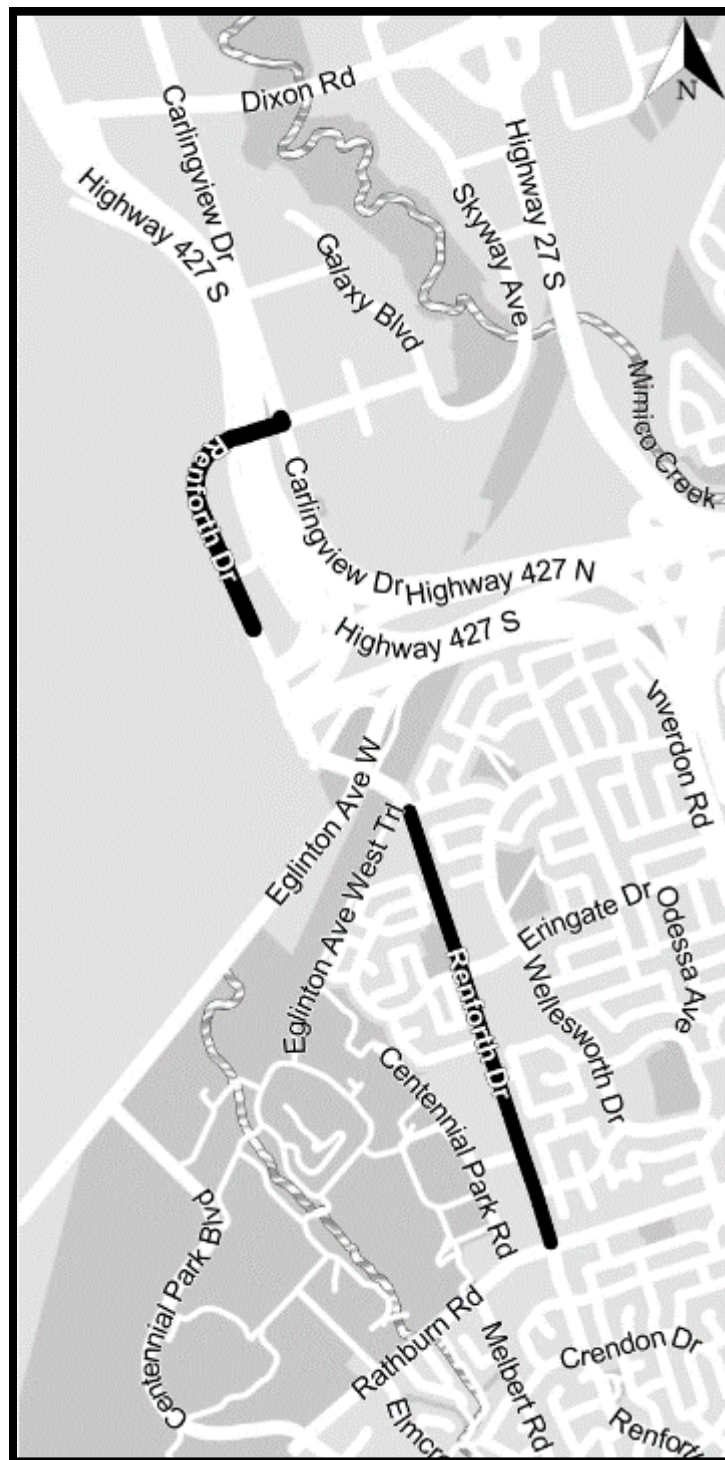 Dixon Rd
N
Carlingview Dr
Highway 427 S
Highway 27 S
Skyway Ave
Galaxy Blvd
Mimico Creek
Renforth Dr
Carlingview Dr
Highway 427 N
Highway 427 S
Inverdon Rd
Eglinton Ave W
Eglinton Ave West Trl
Eringate Dr
Odessa Ave
Renforth Dr
Wellesworth Dr
Centennial Park Rd
Centennial Park Blvd
Rathburn Rd
Melbert Rd
Crendon Dr
Elmcr
Renfor